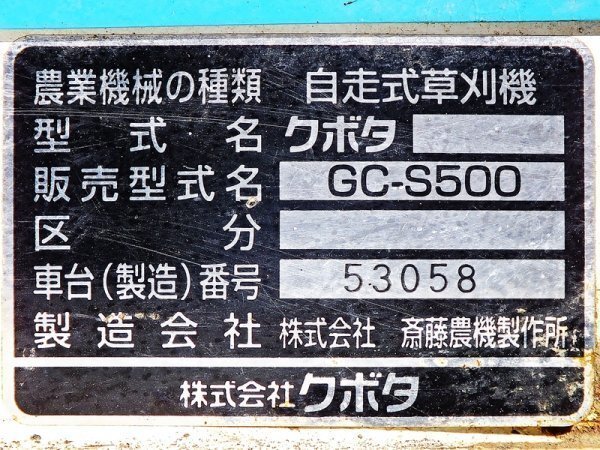 農業機械の種類 自走式草刈機
型式名 クボタ
販売型式名 GC-S500
区分
車台(製造)番号 53058
製造会社 株式会社 斎藤農機製作所
株式会社クボタ